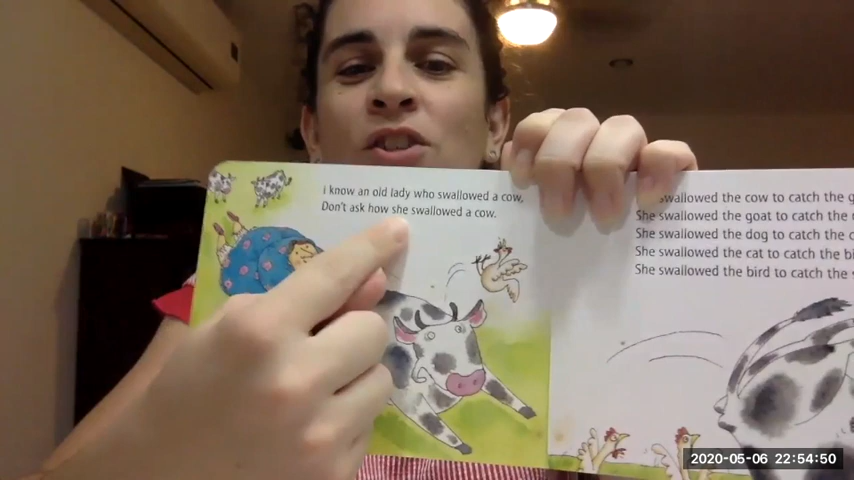 i know an old lady who swallowed a cow,
Don't ask how she swallowed a cow.
swallowed the cow to catch the
She swallowed the goat to catch the
She swallowed the dog to catch the
She swallowed the cat to catch the
She swallowed the bird to catch the
2020-05-06 22:54:50